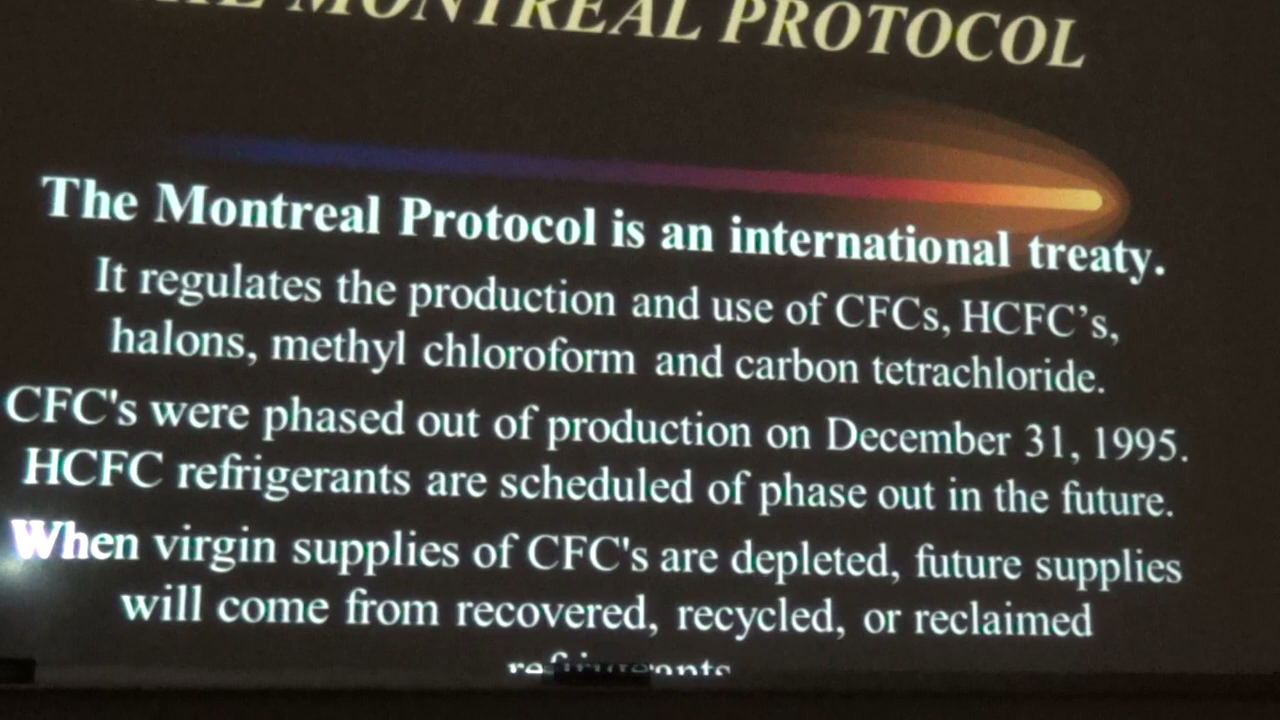 MONTREAL PROTOCOL
The Montreal Protocol is an international treaty.
It regulates the production and use of CFCs, HCFC’s,
halons, methyl chloroform and carbon tetrachloride.
CFC's were phased out of production on December 31, 1995.
HCFC refrigerants are scheduled of phase out in the future.
When virgin supplies of CFC's are depleted, future supplies
will come from recovered, recycled, or reclaimed